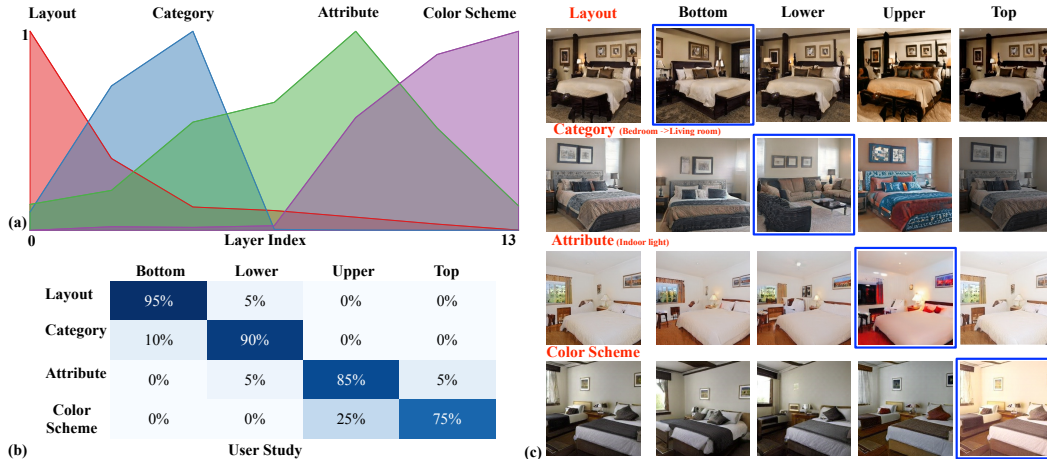 Layout Category Attribute Color Scheme
1
(a)
0 Layer Index 13
Bottom Lower Upper Top
Layout 95% 5% 0% 0%
Category 10% 90% 0% 0%
Attribute 0% 5% 85% 5%
Color Scheme 0% 0% 25% 75%
(b) User Study
Layout Bottom Lower Upper Top
Category (Bedroom ->Living room)
Attribute (Indoor light)
Color Scheme
(c)